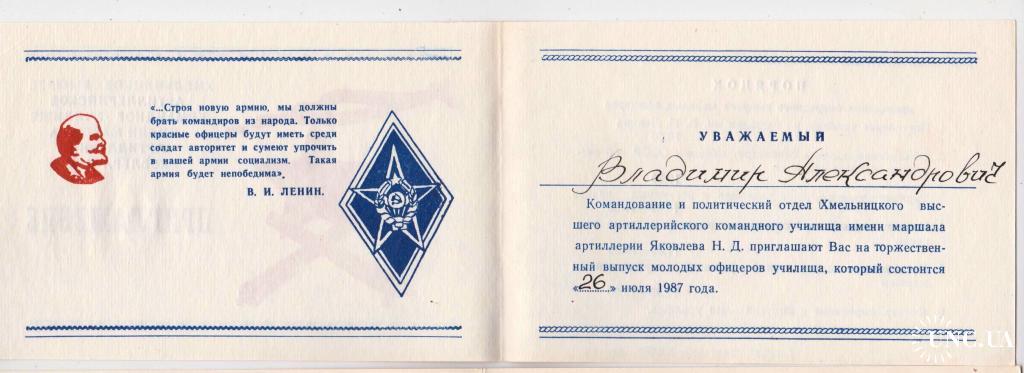 «...Строя новую армию, мы должны
брать командиров из народа. Только
красные офицеры будут иметь среди
солдат авторитет и сумеют упрочить
в нашей армии социализм. Такая
армия будет непобедима»
В. И. ЛЕНИН.
УВАЖАЕМЫЙ
Владимир Александрович
Командование и политический отдел Хмельницкого выс-
шего артиллерийского командного училища имени маршала
артиллерии Яковлева Н. Д. приглашают Вас на торжествен-
ный выпуск молодых офицеров училища, который состоится
«26» июля 1987 года.
UNC.UA